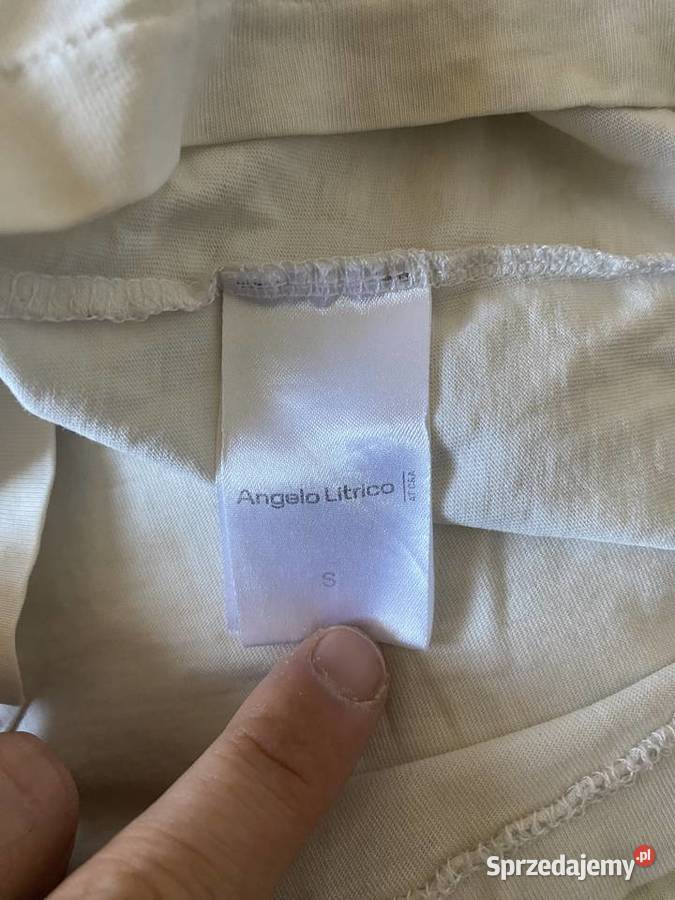 Angelo Litrico
AT C&A
S
Sprzedajemy.pl